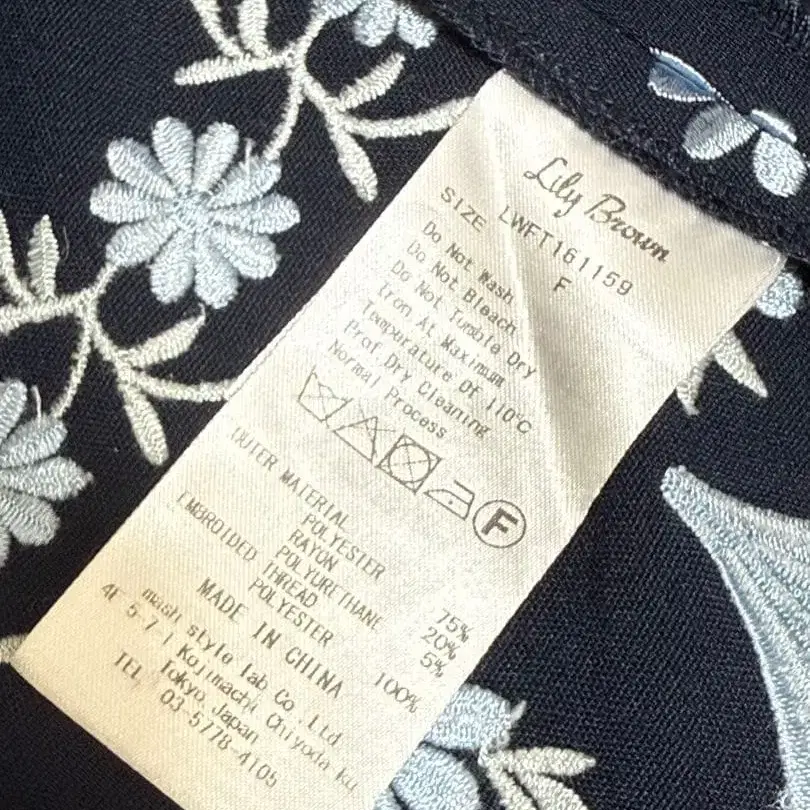 Lily Brown
LWFT161159
SIZE F
Do Not Wash
Do Not Bleach
Do Not Tumble Dry
Iron At Maximum
Temperature Of 110°C
Prof. Dry Cleaning
Normal Process
F
OUTER MATERIAL
POLYESTER 75%
RAYON 20%
POLYURETHANE 5%
EMBROIDED THREAD
POLYESTER 100%
MADE IN CHINA
mash style lab Co., Ltd.
4F 5-7-1 Kojimachi Chiyoda ku
Tokyo, Japan
TEL 03-5778-4105